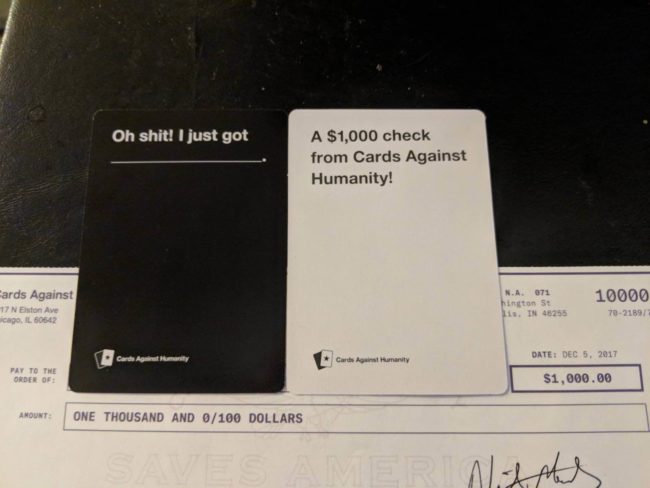 Oh shit! I just got
____________.
A $1,000 check
from Cards Against
Humanity!
Cards Against Humanity
Cards Against Humanity
Cards Against
17 N Elston Ave
icago, IL 60642
N.A. 071
hington St
lis, IN 46255
10000
70-2189/7
DATE: DEC 5, 2017
PAY TO THE
ORDER OF:
$1,000.00
AMOUNT:
ONE THOUSAND AND 0/100 DOLLARS
SAVES AMERICA